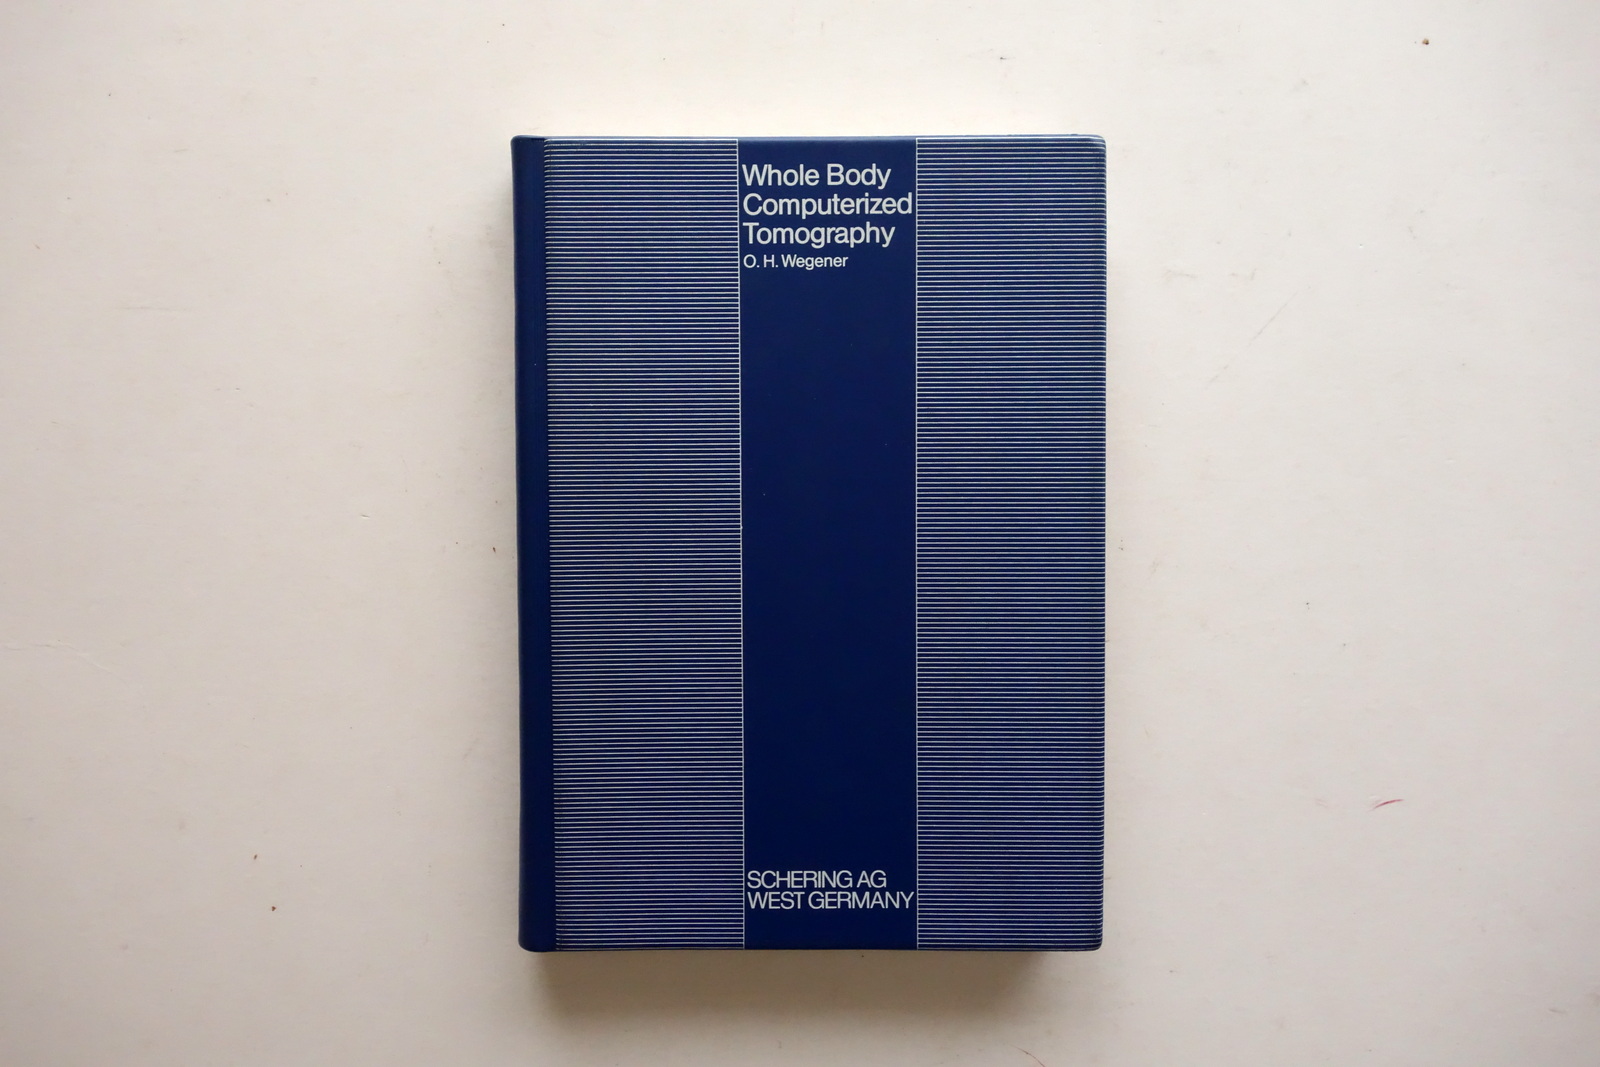 Whole Body
Computerized
Tomography
O. H. Wegener
SCHERING AG
WEST GERMANY